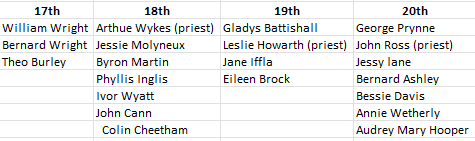 17th 18th 19th 20th
William Wright Arthue Wykes (priest) Gladys Battishall George Prynne
Bernard Wright Jessie Molyneux Leslie Howarth (priest) John Ross (priest)
Theo Burley Byron Martin Jane Iffla Jessy lane
Phyllis Inglis Eileen Brock Bernard Ashley
Ivor Wyatt Bessie Davis
John Cann Annie Wetherly
Colin Cheetham Audrey Mary Hooper